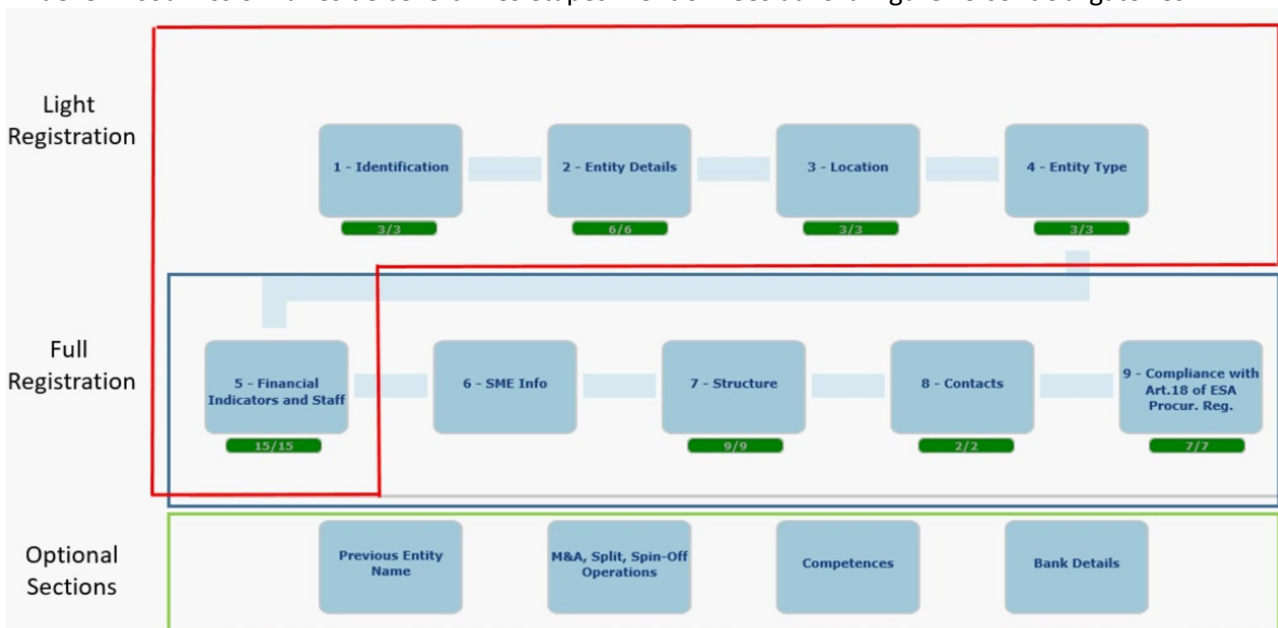 Light
Registration
1 - Identification
2 - Entity Details
3 - Location
4 - Entity Type
3/3
6/6
3/3
3/3
Full
Registration
5 - Financial
Indicators and Staff
6 - SME Info
7 - Structure
8 - Contacts
9 - Compliance with
Art.18 of ESA
Procur. Reg.
15/15
9/9
2/2
7/7
Optional
Sections
Previous Entity
Name
M&A, Split, Spin-Off
Operations
Competences
Bank Details